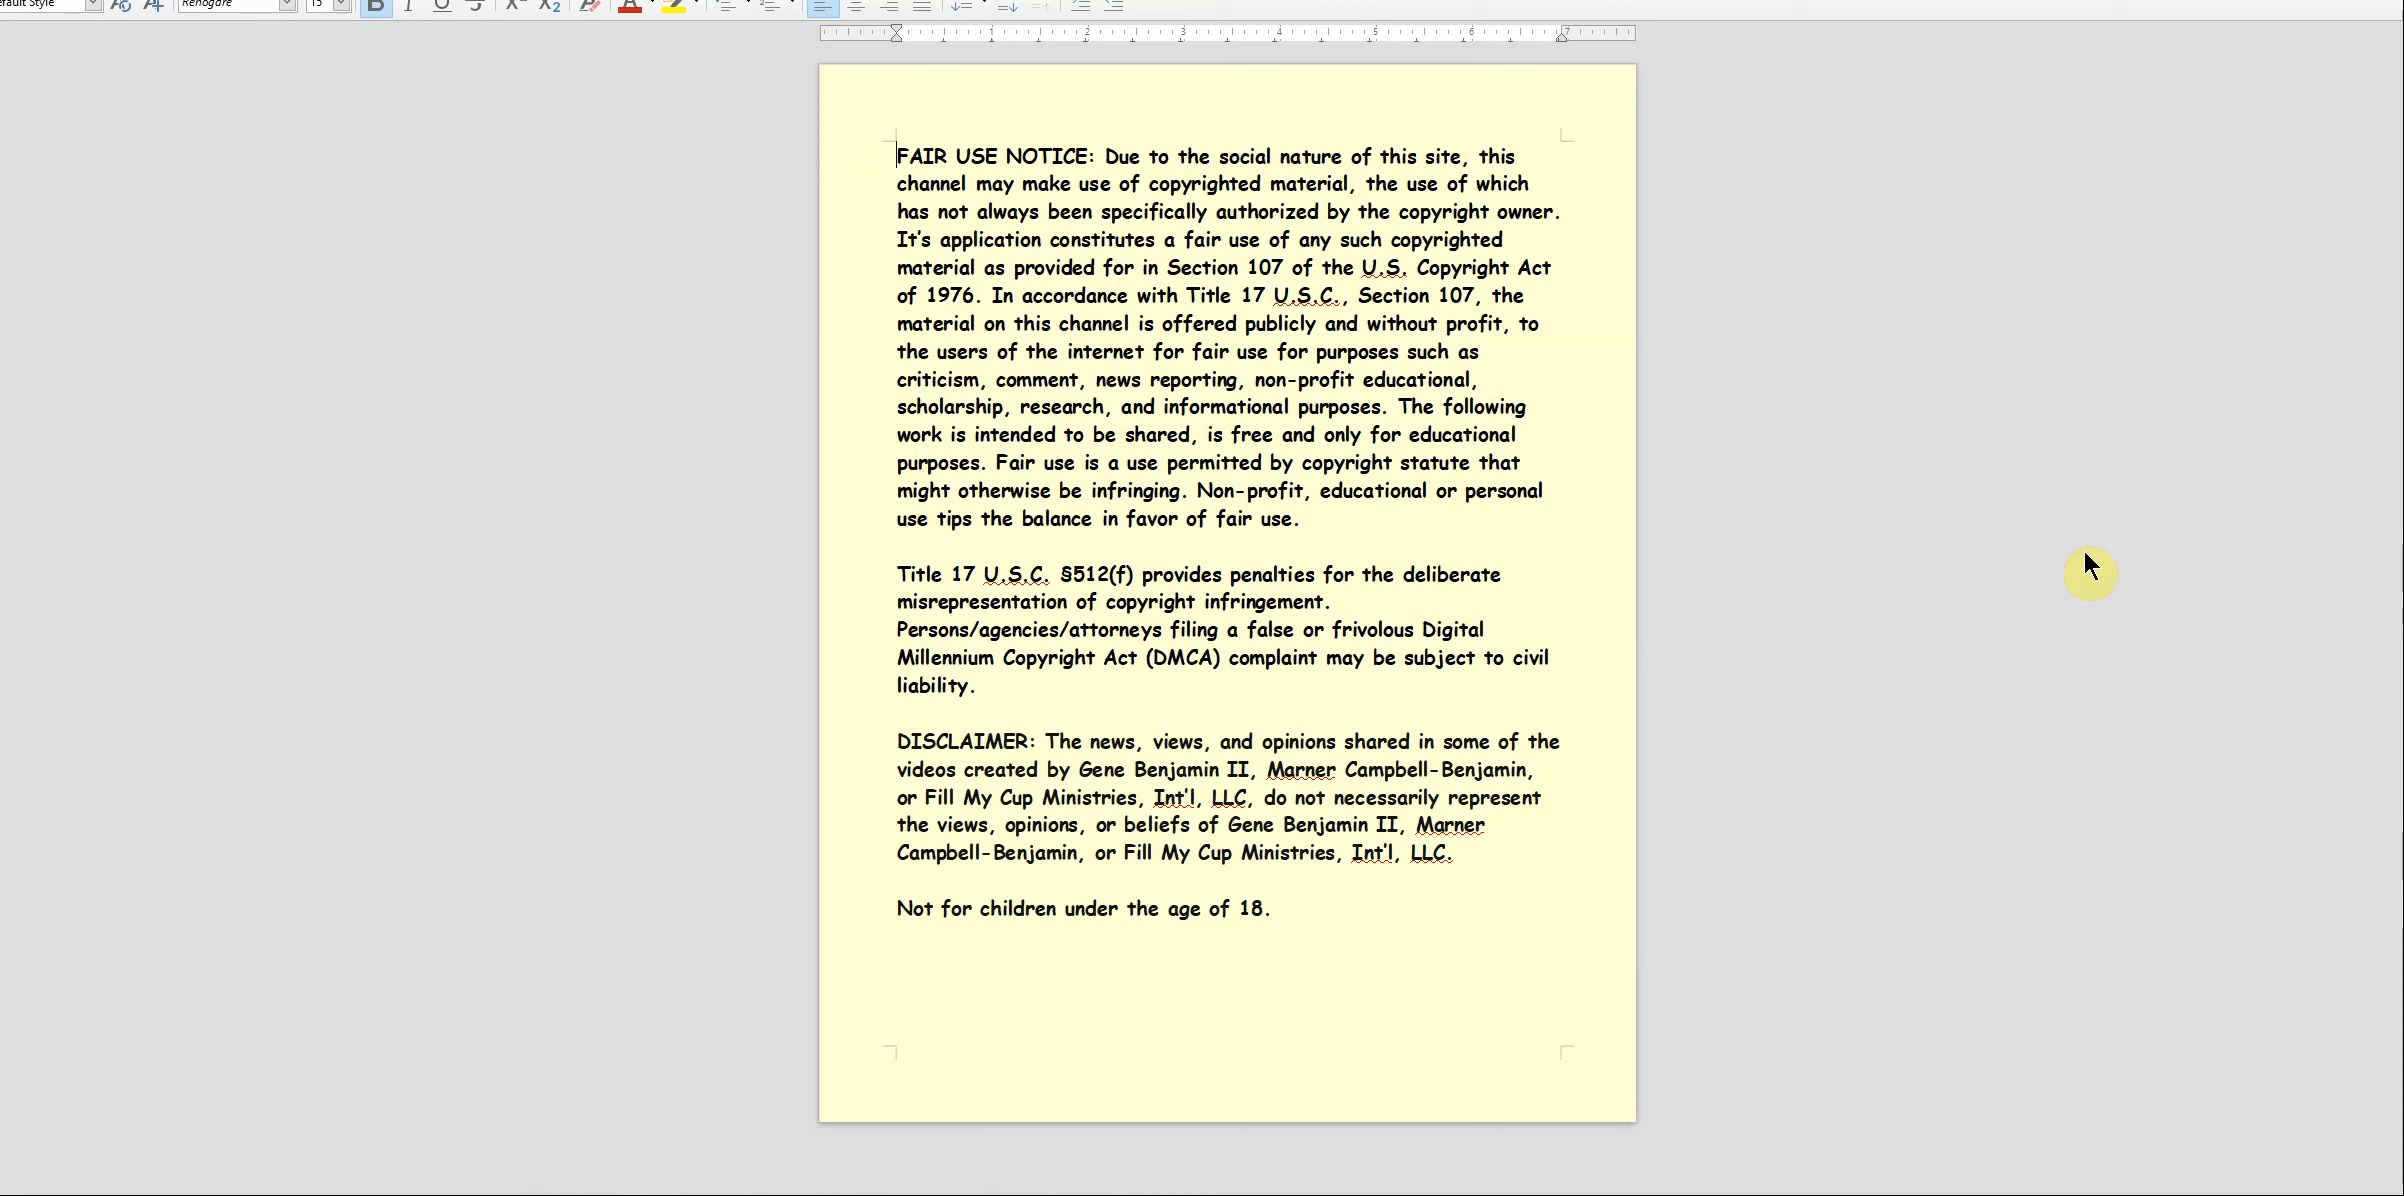 Renogare
15
1 2 3 4 5 6 7
FAIR USE NOTICE: Due to the social nature of this site, this
channel may make use of copyrighted material, the use of which
has not always been specifically authorized by the copyright owner.
It's application constitutes a fair use of any such copyrighted
material as provided for in Section 107 of the U.S. Copyright Act
of 1976. In accordance with Title 17 U.S.C., Section 107, the
material on this channel is offered publicly and without profit, to
the users of the internet for fair use for purposes such as
criticism, comment, news reporting, non-profit educational,
scholarship, research, and informational purposes. The following
work is intended to be shared, is free and only for educational
purposes. Fair use is a use permitted by copyright statute that
might otherwise be infringing. Non-profit, educational or personal
use tips the balance in favor of fair use.
Title 17 U.S.C. §512(f) provides penalties for the deliberate
misrepresentation of copyright infringement.
Persons/agencies/attorneys filing a false or frivolous Digital
Millennium Copyright Act (DMCA) complaint may be subject to civil
liability.
DISCLAIMER: The news, views, and opinions shared in some of the
videos created by Gene Benjamin II, Marner Campbell-Benjamin,
or Fill My Cup Ministries, Int'l, LLC, do not necessarily represent
the views, opinions, or beliefs of Gene Benjamin II, Marner
Campbell-Benjamin, or Fill My Cup Ministries, Int'l, LLC.
Not for children under the age of 18.